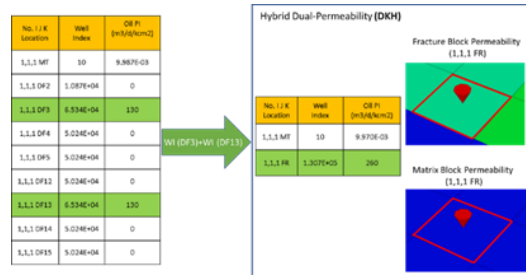 No. I J K Location	Well Index	Oil PI (m3/d/kcm2)
1,1,1 MT	10	9.987E-03
1,1,1 DF2	1.087E+04	0
1,1,1 DF3	6.534E+04	130
1,1,1 DF4	5.024E+04	0
1,1,1 DF5	5.024E+04	0
1,1,1 DF12	5.024E+04	0
1,1,1 DF13	6.534E+04	130
1,1,1 DF14	5.024E+04	0
1,1,1 DF15	5.024E+04	0
WI (DF3)+WI (DF13)
Hybrid Dual-Permeability (DKH)
No. I J K Location	Well Index	Oil PI (m3/d/kcm2)
1,1,1 MT	10	9.970E-03
1,1,1 FR	1.307E+05	260
Fracture Block Permeability
(1,1,1 FR)
Matrix Block Permeability
(1,1,1 FR)